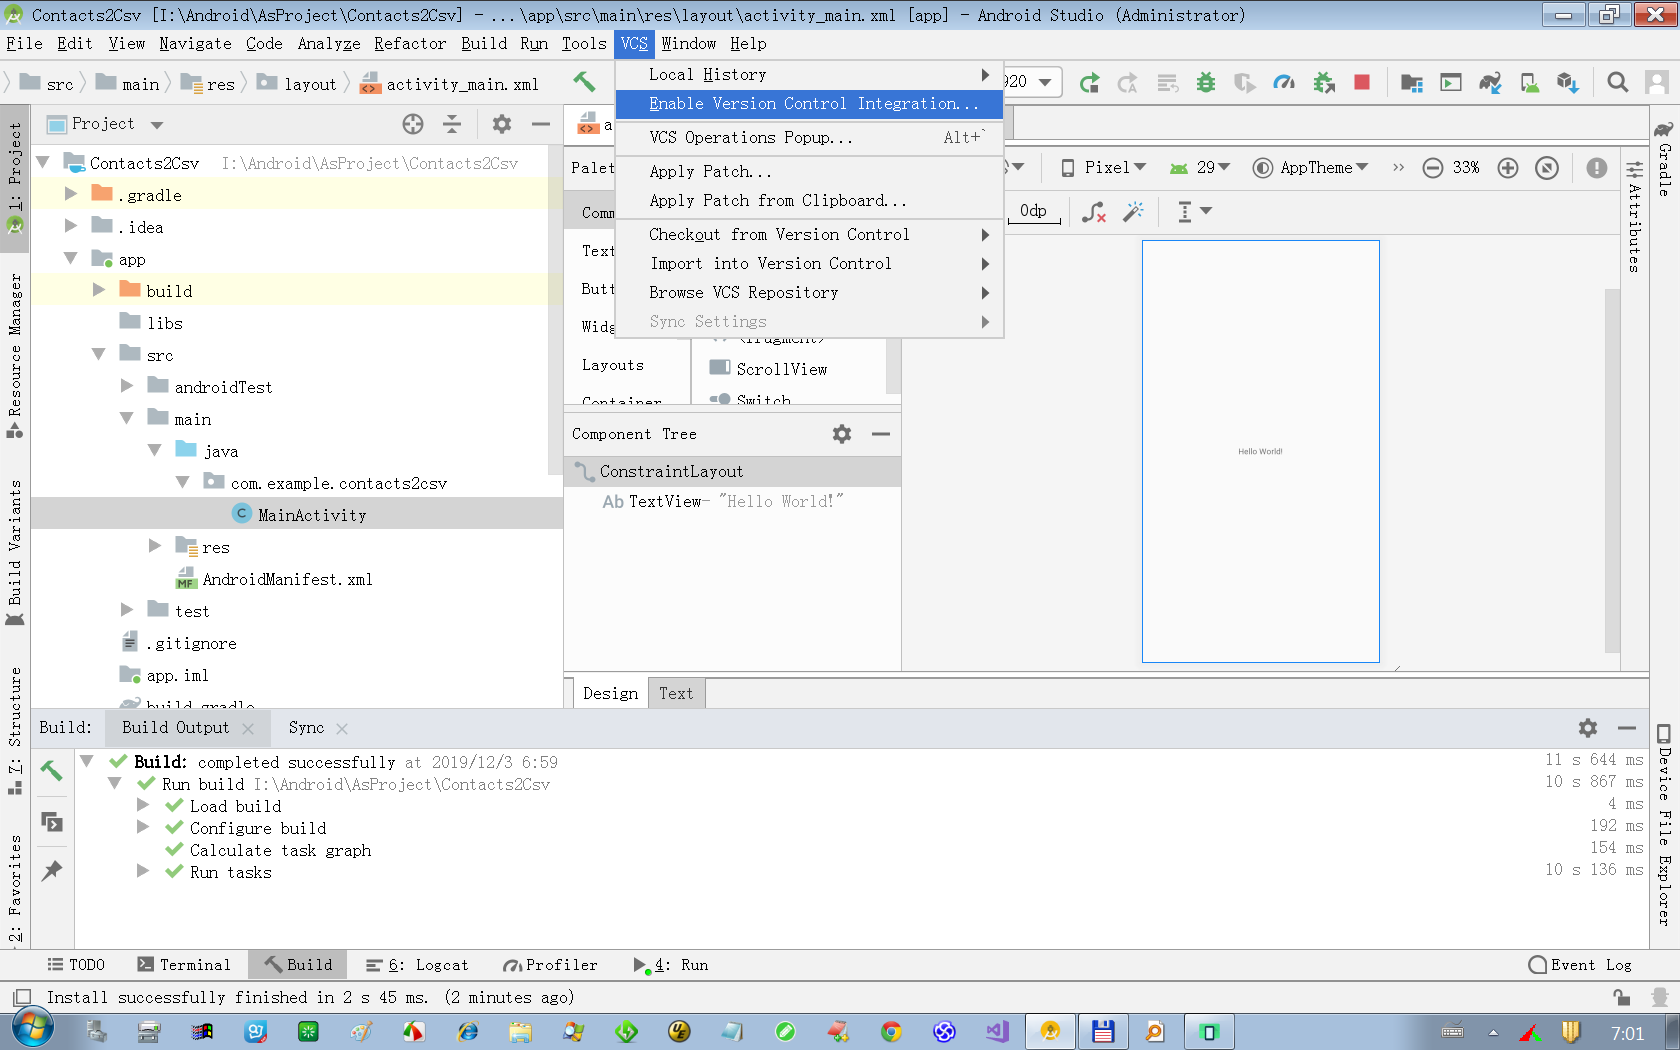 Contacts2Csv [I:\Android\AsProject\Contacts2Csv] - ...\app\src\main\res\layout\activity_main.xml [app] - Android Studio (Administrator)
File Edit View Navigate Code Analyze Refactor Build Run Tools VCS Window Help
src main res layout activity_main.xml 920
Local History
Enable Version Control Integration...
VCS Operations Popup... Alt+`
Apply Patch...
Apply Patch from Clipboard...
Checkout from Version Control
Import into Version Control
Browse VCS Repository
Sync Settings
1: Project
Resource Manager
Build Variants
7: Structure
2: Favorites
Project
Contacts2Csv I:\Android\AsProject\Contacts2Csv
.gradle
.idea
app
build
libs
src
androidTest
main
java
com.example.contacts2csv
C MainActivity
res
MF AndroidManifest.xml
test
.gitignore
app.iml
build.gradle
a
Palet
Comm
Text
Butt
Widg
Layouts
Container
<fragment>
ScrollView
Switch
Pixel 29 AppTheme >> 33%
0dp
Component Tree
ConstraintLayout
Ab TextView- "Hello World!"
Hello World!
Design Text
Gradle
Attributes
Device File Explorer
Build: Build Output Sync
Build: completed successfully at 2019/12/3 6:59 11 s 644 ms
Run build I:\Android\AsProject\Contacts2Csv 10 s 867 ms
Load build 4 ms
Configure build 192 ms
Calculate task graph 154 ms
Run tasks 10 s 136 ms
TODO Terminal Build 6: Logcat Profiler 4: Run Event Log
Install successfully finished in 2 s 45 ms. (2 minutes ago)
7:01